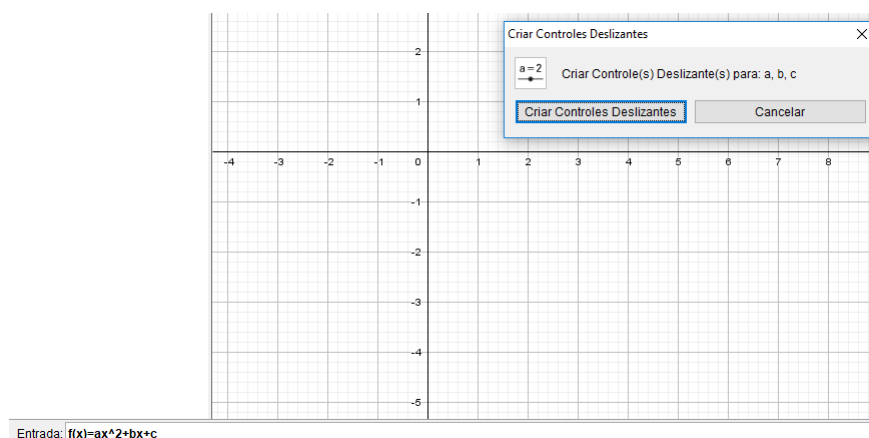 Criar Controles Deslizantes
a=2
Criar Controle(s) Deslizante(s) para: a, b, c
Criar Controles Deslizantes Cancelar
2
1
-4 -3 -2 -1 0 1 2 3 4 5 6 7 8
-1
-2
-3
-4
-5
Entrada: f(x)=ax^2+bx+c